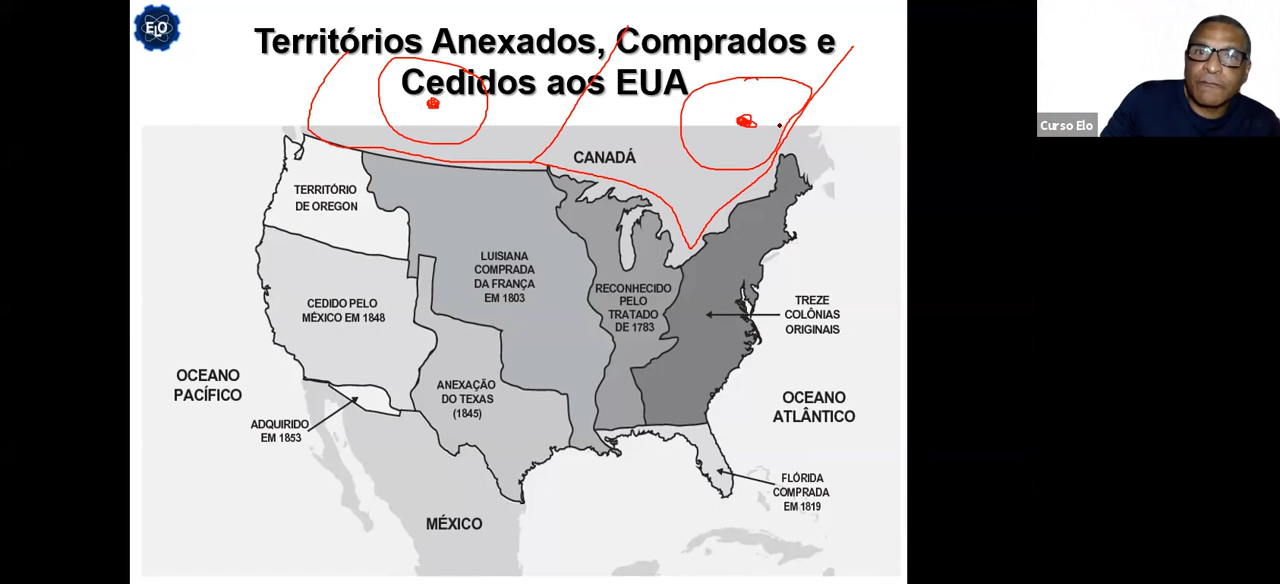 ELO
Territórios Anexados, Comprados e
Cedidos aos EUA
Curso Elo
CANADÁ
TERRITÓRIO
DE OREGON
LUISIANA
COMPRADA
DA FRANÇA
EM 1803
RECONHECIDO
PELO
TRATADO
DE 1783
TREZE
COLÔNIAS
ORIGINAIS
CEDIDO PELO
MÉXICO EM 1848
OCEANO
PACÍFICO
ANEXAÇÃO
DO TEXAS
(1845)
OCEANO
ATLÂNTICO
ADQUIRIDO
EM 1853
FLÓRIDA
COMPRADA
EM 1819
MÉXICO